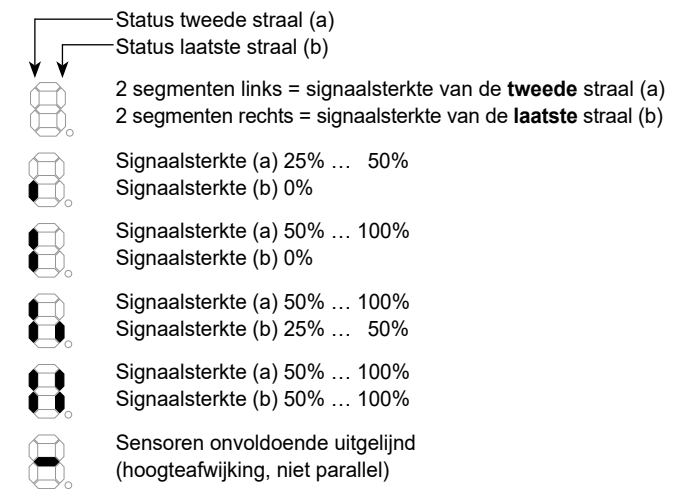 Status tweede straal (a)
Status laatste straal (b)
2 segmenten links = signaalsterkte van de tweede straal (a)
2 segmenten rechts = signaalsterkte van de laatste straal (b)
Signaalsterkte (a) 25% … 50%
Signaalsterkte (b) 0%
Signaalsterkte (a) 50% … 100%
Signaalsterkte (b) 0%
Signaalsterkte (a) 50% … 100%
Signaalsterkte (b) 25% … 50%
Signaalsterkte (a) 50% … 100%
Signaalsterkte (b) 50% … 100%
Sensoren onvoldoende uitgelijnd
(hoogteafwijking, niet parallel)